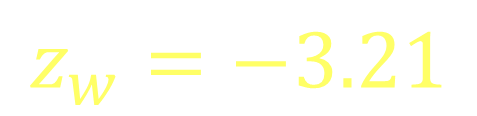 z_w = −3.21